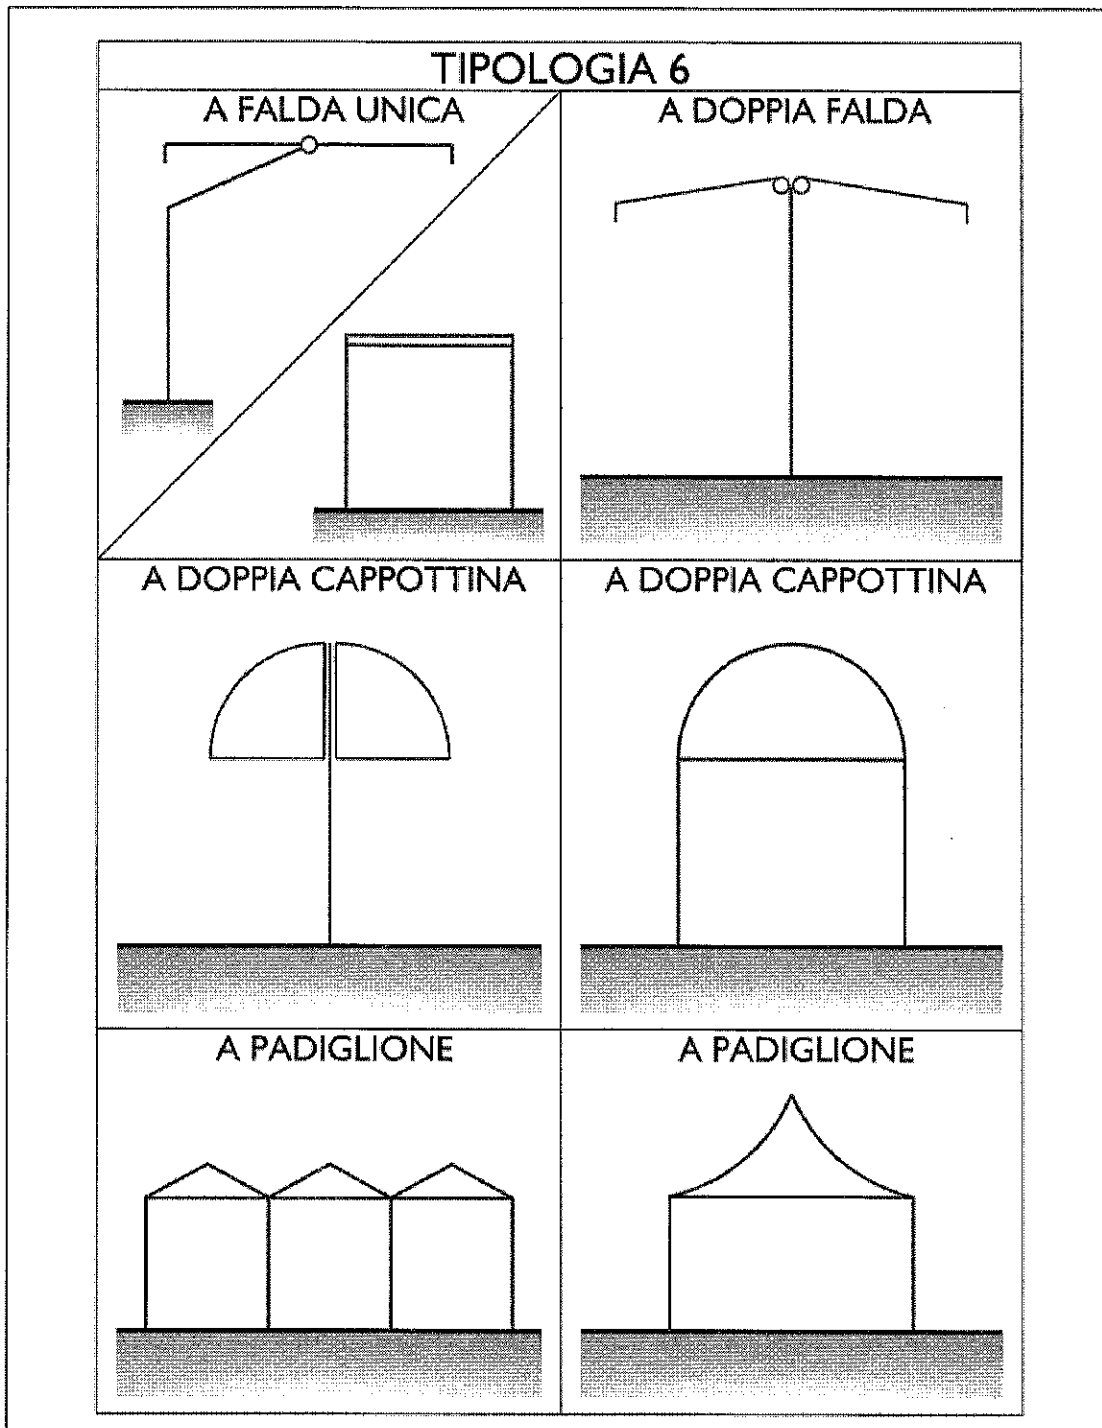 TIPOLOGIA 6
A FALDA UNICA
A DOPPIA FALDA
A DOPPIA CAPPOTTINA
A DOPPIA CAPPOTTINA
A PADIGLIONE
A PADIGLIONE